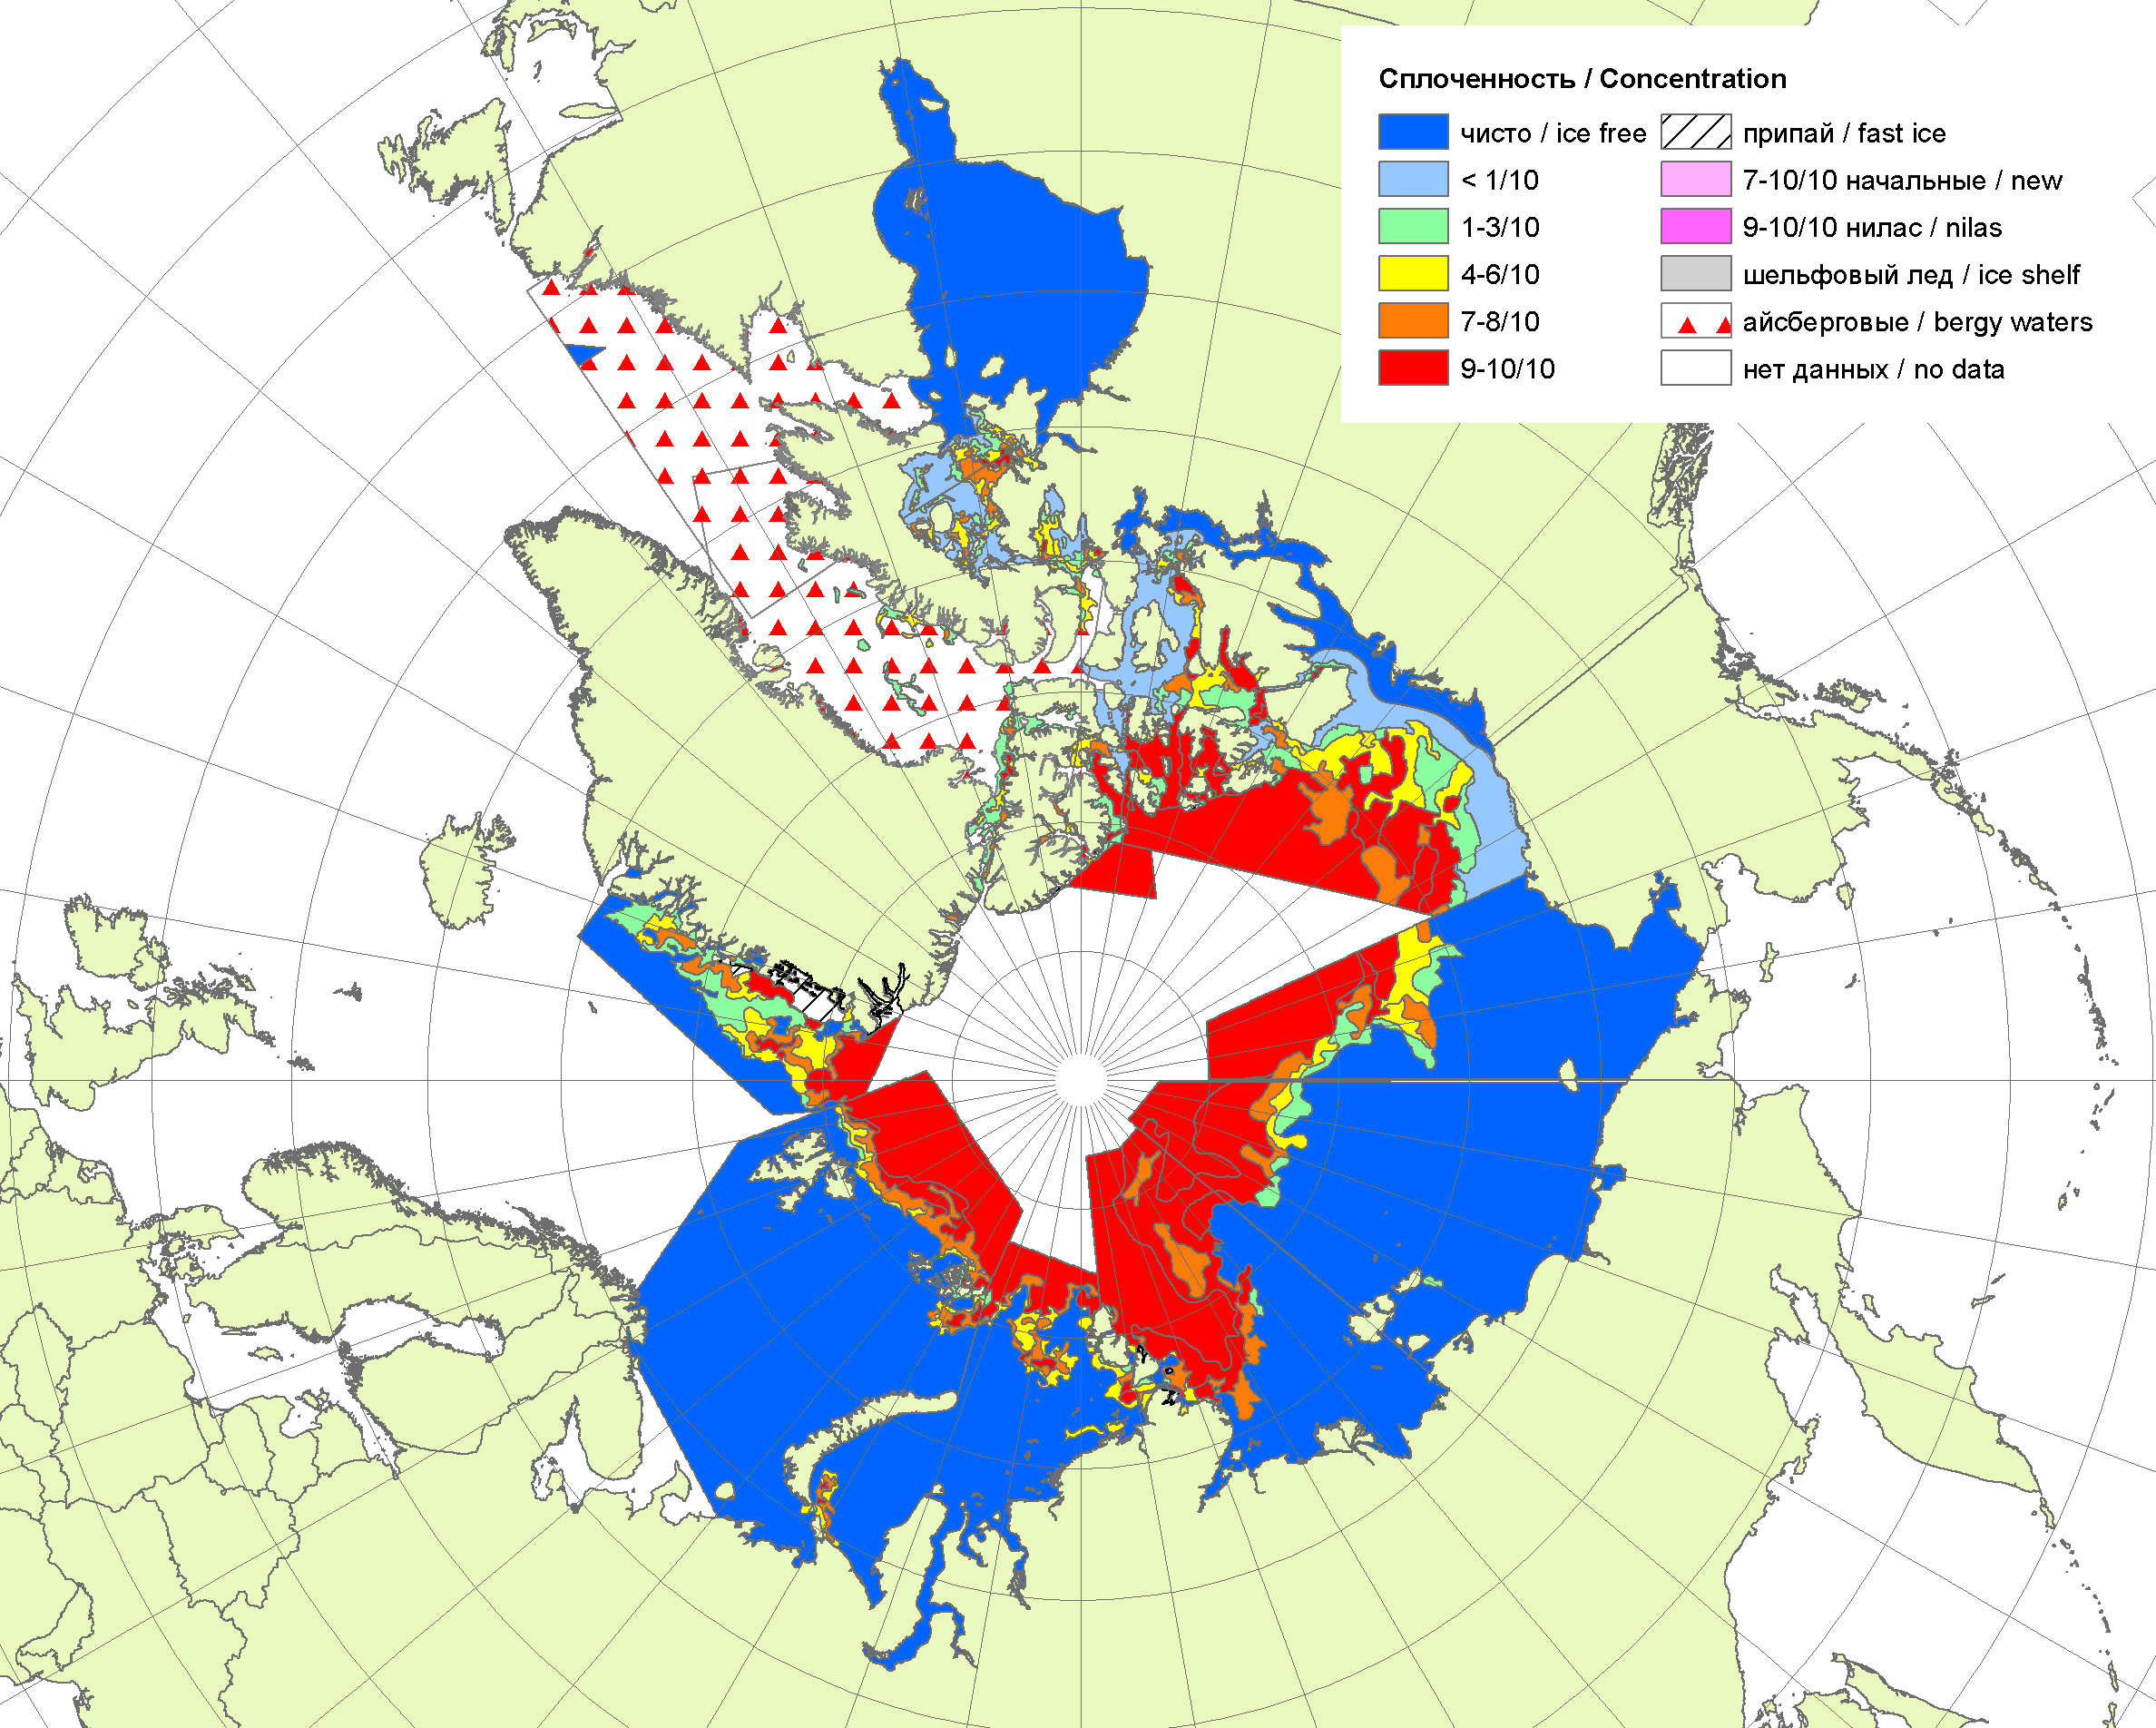 Сплоченность / Concentration
чисто / ice free
< 1/10
1-3/10
4-6/10
7-8/10
9-10/10
припай / fast ice
7-10/10 начальные / new
9-10/10 нилас / nilas
шельфовый лед / ice shelf
айсберговые / bergy waters
нет данных / no data